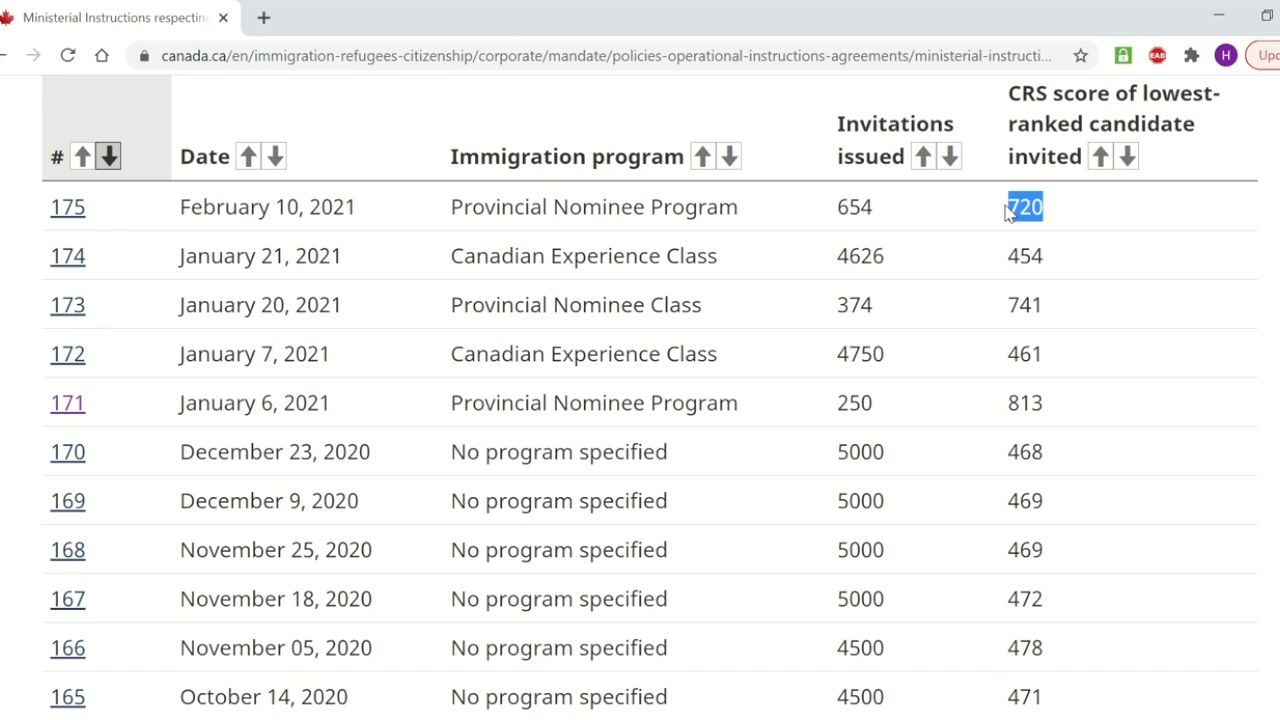 Ministerial Instructions respecting
canada.ca/en/immigration-refugees-citizenship/corporate/mandate/policies-operational-instructions-agreements/ministerial-instructi...
EAB
H
# Date Immigration program Invitations issued CRS score of lowest-ranked candidate invited
175 February 10, 2021 Provincial Nominee Program 654 720
174 January 21, 2021 Canadian Experience Class 4626 454
173 January 20, 2021 Provincial Nominee Class 374 741
172 January 7, 2021 Canadian Experience Class 4750 461
171 January 6, 2021 Provincial Nominee Program 250 813
170 December 23, 2020 No program specified 5000 468
169 December 9, 2020 No program specified 5000 469
168 November 25, 2020 No program specified 5000 469
167 November 18, 2020 No program specified 5000 472
166 November 05, 2020 No program specified 4500 478
165 October 14, 2020 No program specified 4500 471